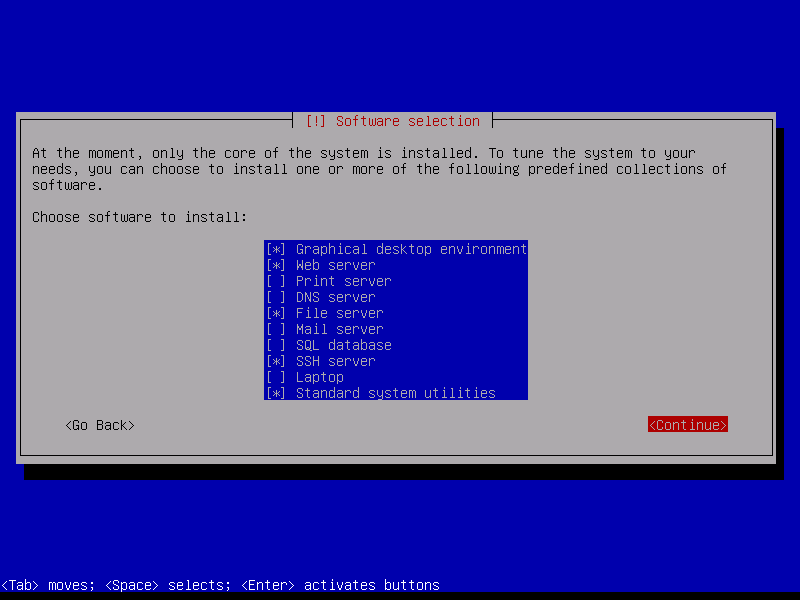 [!] Software selection
At the moment, only the core of the system is installed. To tune the system to your
needs, you can choose to install one or more of the following predefined collections of
software.
Choose software to install:
[*] Graphical desktop environment
[*] Web server
[ ] Print server
[ ] DNS server
[*] File server
[ ] Mail server
[ ] SQL database
[*] SSH server
[ ] Laptop
[*] Standard system utilities
<Go Back> <Continue>
<Tab> moves; <Space> selects; <Enter> activates buttons